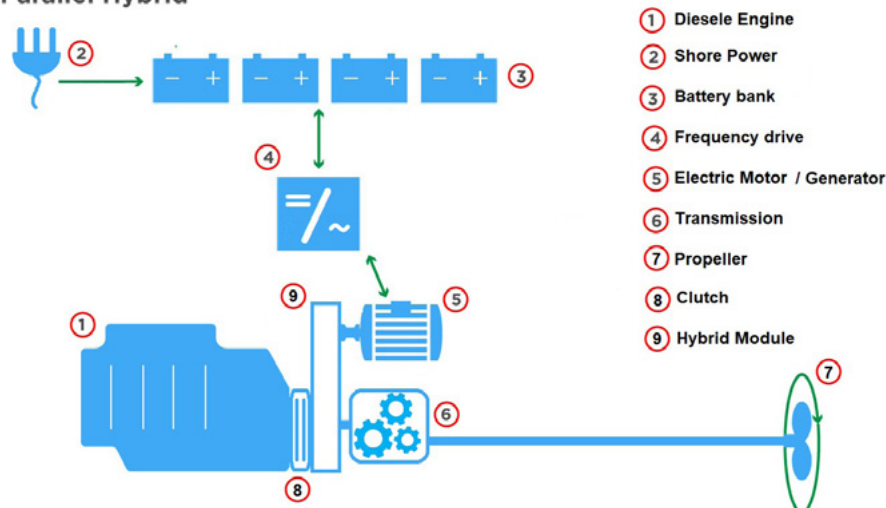 Parallel Hybrid
1 Diesele Engine
2 Shore Power
3 Battery bank
4 Frequency drive
5 Electric Motor / Generator
6 Transmission
7 Propeller
8 Clutch
9 Hybrid Module
2
− + − + − + − +
3
4
= / ~
9
5
1
7
6
8